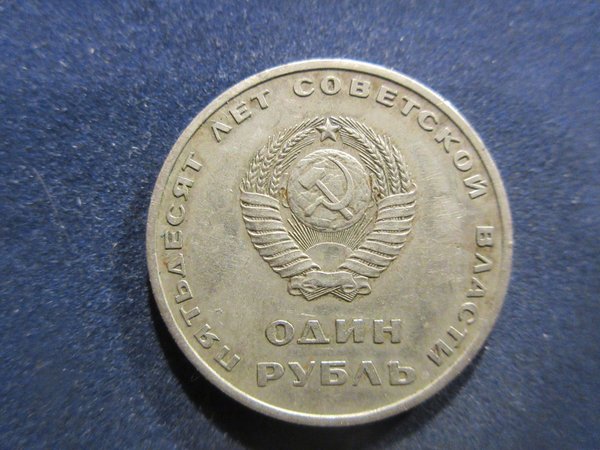 ПЯТЬДЕСЯТ ЛЕТ СОВЕТСКОЙ ВЛАСТИ
ОДИН
РУБЛЬ